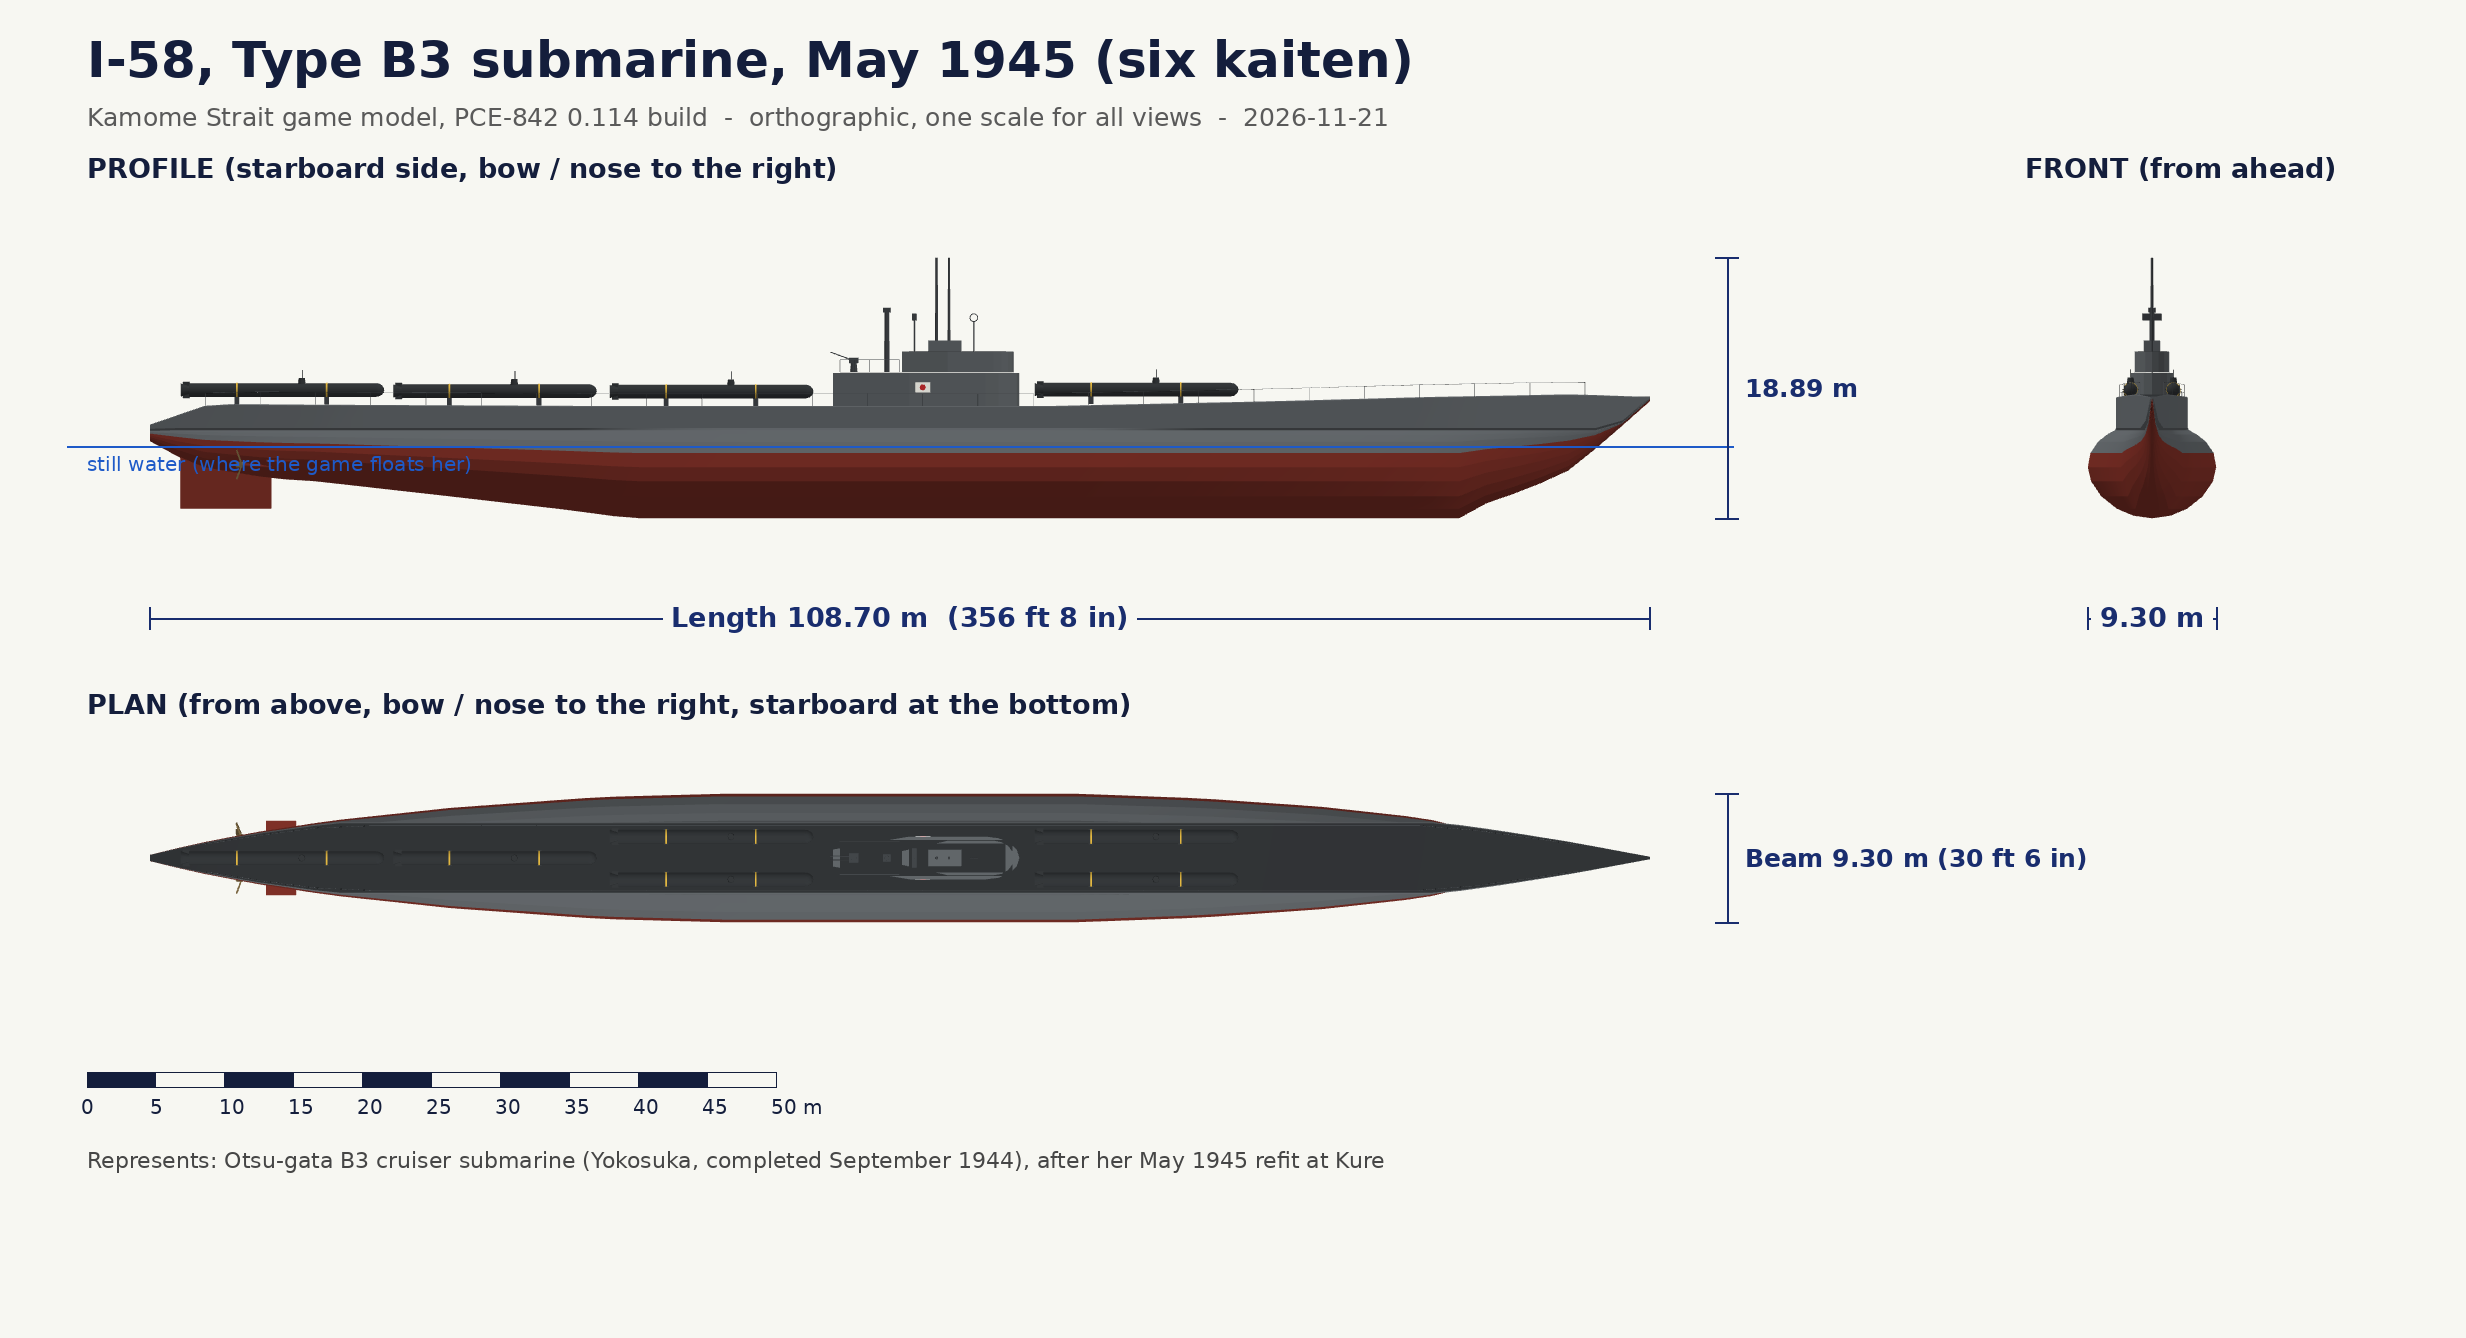 I-58, Type B3 submarine, May 1945 (six kaiten)
Kamome Strait game model, PCE-842 0.114 build - orthographic, one scale for all views - 2026-11-21
PROFILE (starboard side, bow / nose to the right)
FRONT (from ahead)
18.89 m
still water (where the game floats her)
Length 108.70 m (356 ft 8 in)
9.30 m
PLAN (from above, bow / nose to the right, starboard at the bottom)
Beam 9.30 m (30 ft 6 in)
0 5 10 15 20 25 30 35 40 45 50 m
Represents: Otsu-gata B3 cruiser submarine (Yokosuka, completed September 1944), after her May 1945 refit at Kure